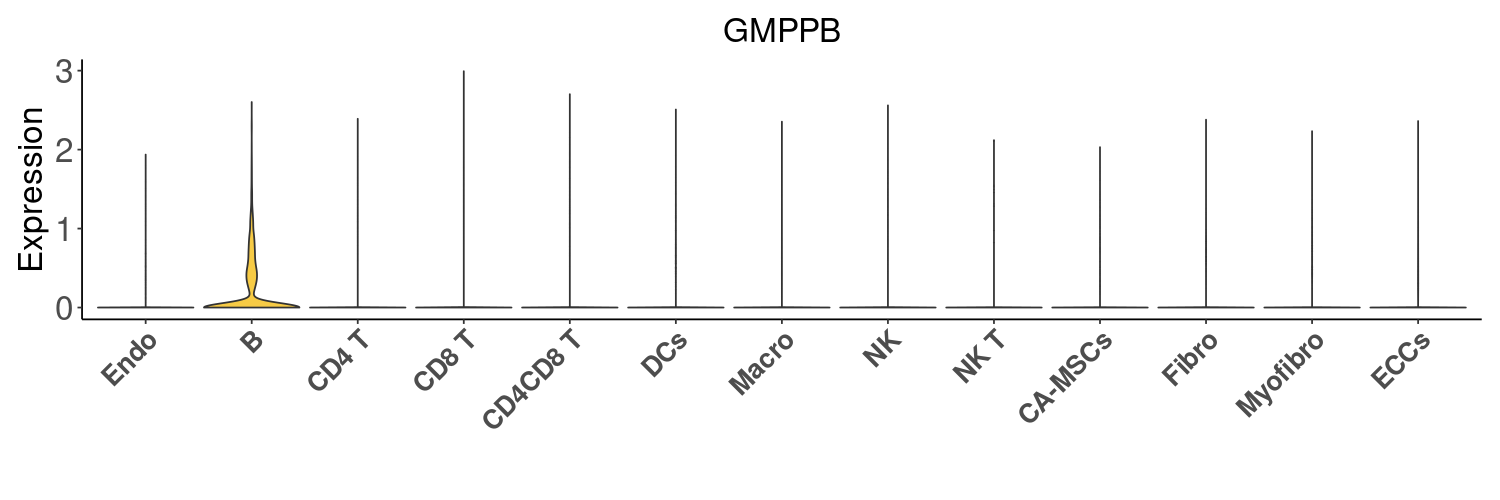 GMPPB
Expression
3
2
1
0
Endo
B
CD4 T
CD8 T
CD4CD8 T
DCs
Macro
NK
NK T
CA-MSCs
Fibro
Myofibro
ECCs